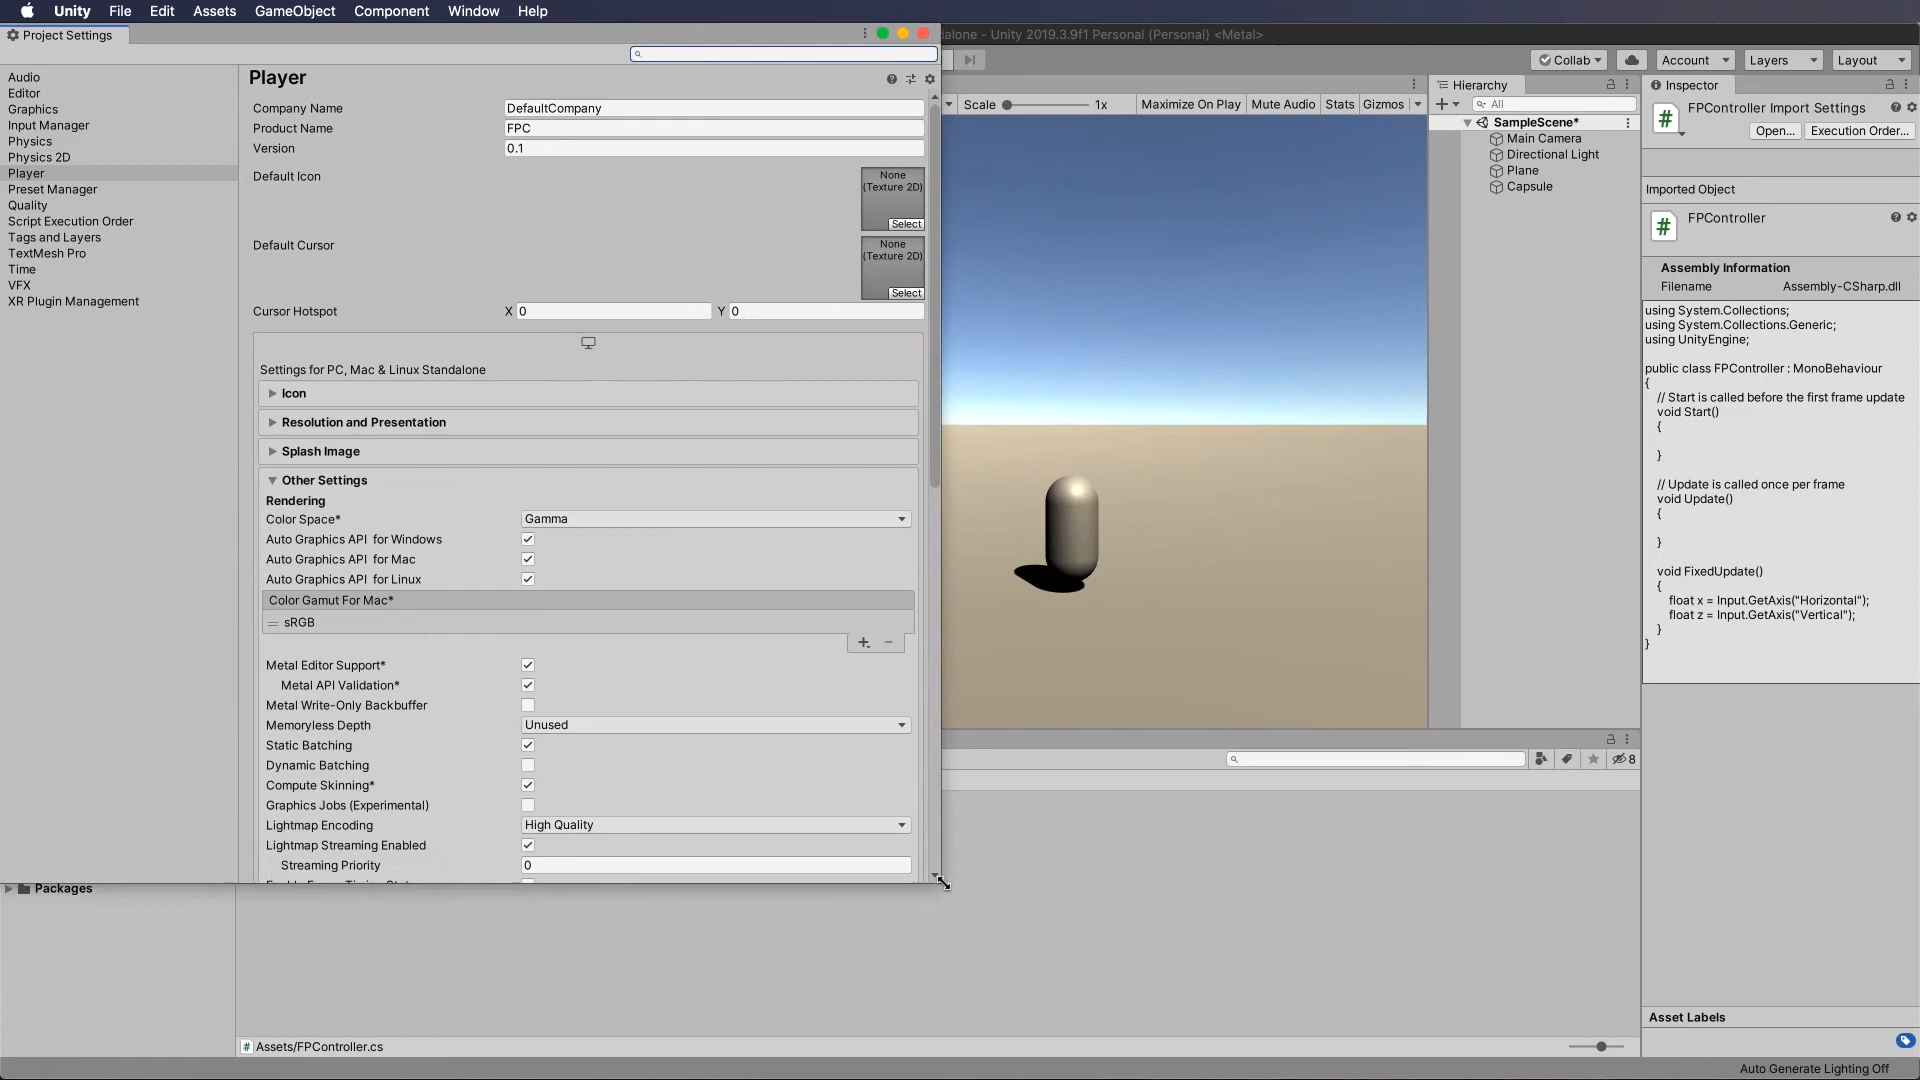 Unity File Edit Assets GameObject Component Window Help
Project Settings
Audio
Editor
Graphics
Input Manager
Physics
Physics 2D
Player
Preset Manager
Quality
Script Execution Order
Tags and Layers
TextMesh Pro
Time
VFX
XR Plugin Management
Packages
Player
Company Name DefaultCompany
Product Name FPC
Version 0.1
Default Icon
None
(Texture 2D)
Select
Default Cursor
None
(Texture 2D)
Select
Cursor Hotspot X 0 Y 0
Settings for PC, Mac & Linux Standalone
Icon
Resolution and Presentation
Splash Image
Other Settings
Rendering
Color Space* Gamma
Auto Graphics API for Windows
Auto Graphics API for Mac
Auto Graphics API for Linux
Color Gamut For Mac*
sRGB
Metal Editor Support*
Metal API Validation*
Metal Write-Only Backbuffer
Memoryless Depth Unused
Static Batching
Dynamic Batching
Compute Skinning*
Graphics Jobs (Experimental)
Lightmap Encoding High Quality
Lightmap Streaming Enabled
Streaming Priority 0
- Unity 2019.3.9f1 Personal (Personal) <Metal>
Collab Account Layers Layout
Scale 1x Maximize On Play Mute Audio Stats Gizmos
Hierarchy
All
SampleScene*
Main Camera
Directional Light
Plane
Capsule
8
Assets/FPController.cs
Inspector
FPController Import Settings
Open... Execution Order...
Imported Object
FPController
Assembly Information
Filename Assembly-CSharp.dll
using System.Collections;
using System.Collections.Generic;
using UnityEngine;
public class FPController : MonoBehaviour
{
// Start is called before the first frame update
void Start()
{
}
// Update is called once per frame
void Update()
{
}
void FixedUpdate()
{
float x = Input.GetAxis("Horizontal");
float z = Input.GetAxis("Vertical");
}
}
Asset Labels
Auto Generate Lighting Off